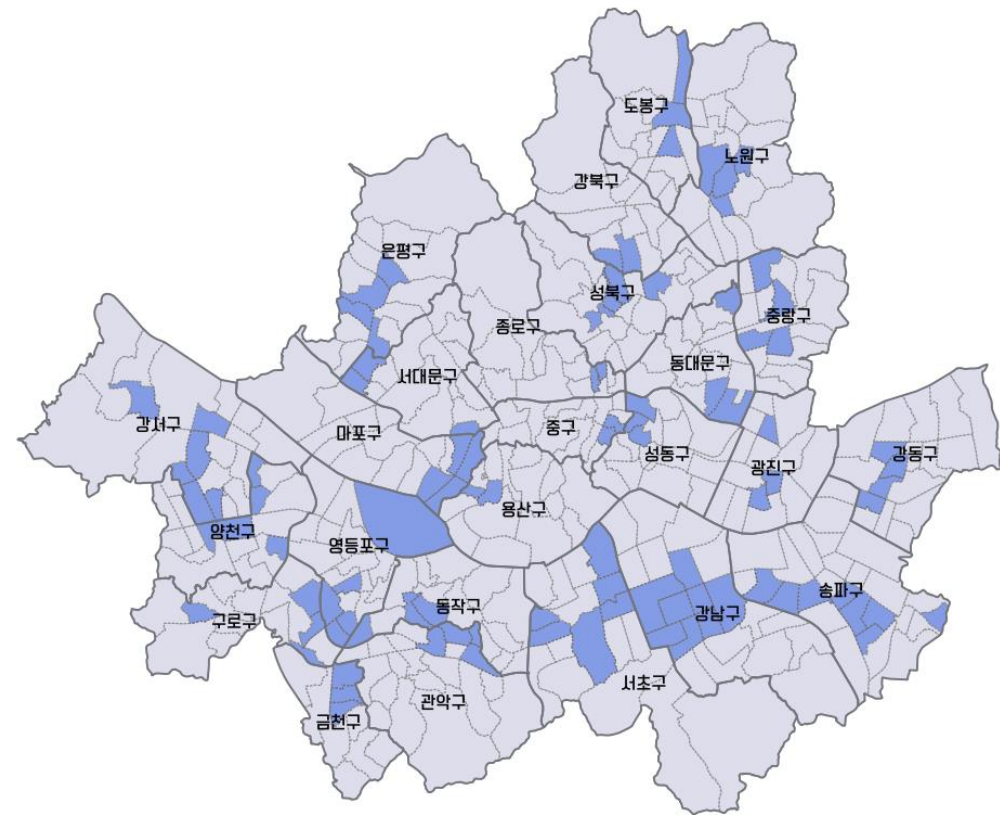 도봉구
노원구
강북구
은평구
성북구
중랑구
종로구
동대문구
서대문구
강서구
마포구
중구
성동구
광진구
강동구
용산구
양천구
영등포구
송파구
동작구
강남구
구로구
서초구
관악구
금천구